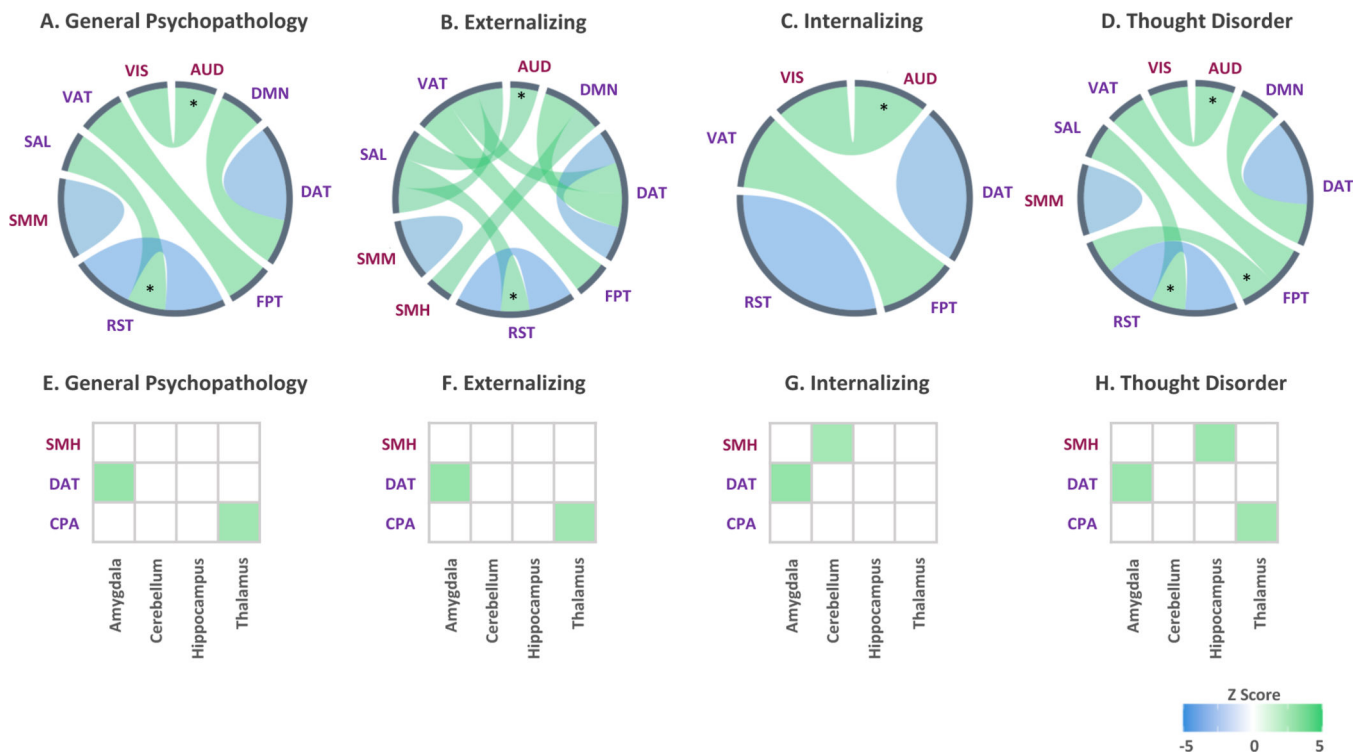 A. General Psychopathology
B. Externalizing
C. Internalizing
D. Thought Disorder
VIS
AUD
VAT
DMN
SAL
DAT
SMM
FPT
RST
*
*
AUD
VAT
DMN
SAL
DAT
SMM
SMH
FPT
RST
*
*
VIS
AUD
VAT
DAT
RST
FPT
*
VIS
AUD
VAT
DMN
SAL
DAT
SMM
FPT
RST
*
*
*
E. General Psychopathology
F. Externalizing
G. Internalizing
H. Thought Disorder
SMH
DAT
CPA
Amygdala
Cerebellum
Hippocampus
Thalamus
SMH
DAT
CPA
Amygdala
Cerebellum
Hippocampus
Thalamus
SMH
DAT
CPA
Amygdala
Cerebellum
Hippocampus
Thalamus
SMH
DAT
CPA
Amygdala
Cerebellum
Hippocampus
Thalamus
Z Score
-5 0 5